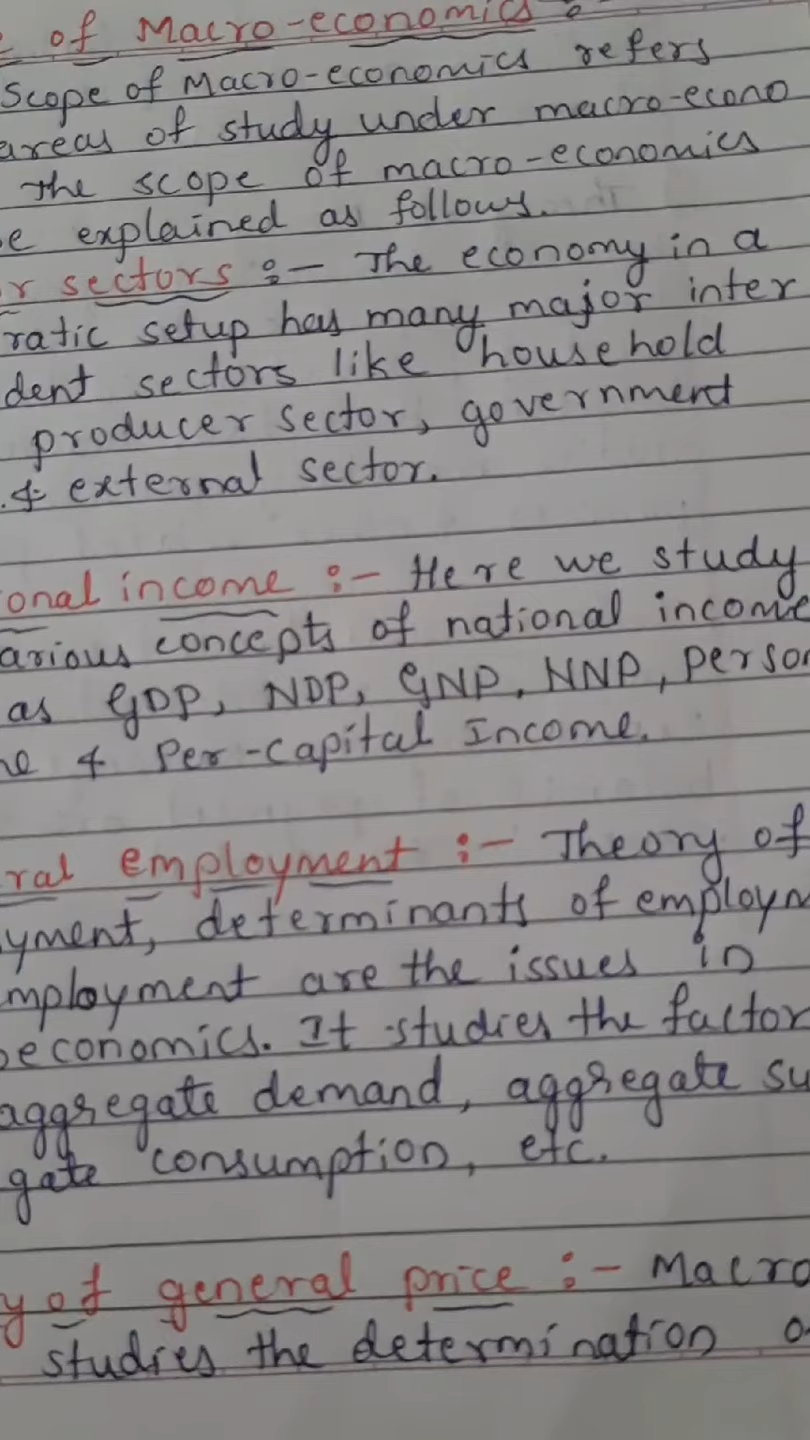 of Macro-economics :
Scope of Macro-economics refers
areas of study under macro-econo
The scope of macro-economics
e explained as follows.
r sectors :- The economy in a
ratic setup has many major inter
dent sectors like household
producer sector, government
. & external sector.
onal income :- Here we study
arious concepts of national income
as GDP, NDP, GNP, NNP, Person
ne & Per-capital Income.
ral employment :- Theory of
yment, determinants of employm
mployment are the issues in
oeconomics. It studies the factor
aggregate demand, aggregate su
gate consumption, etc.
y of general price :- Macro
studies the determination o